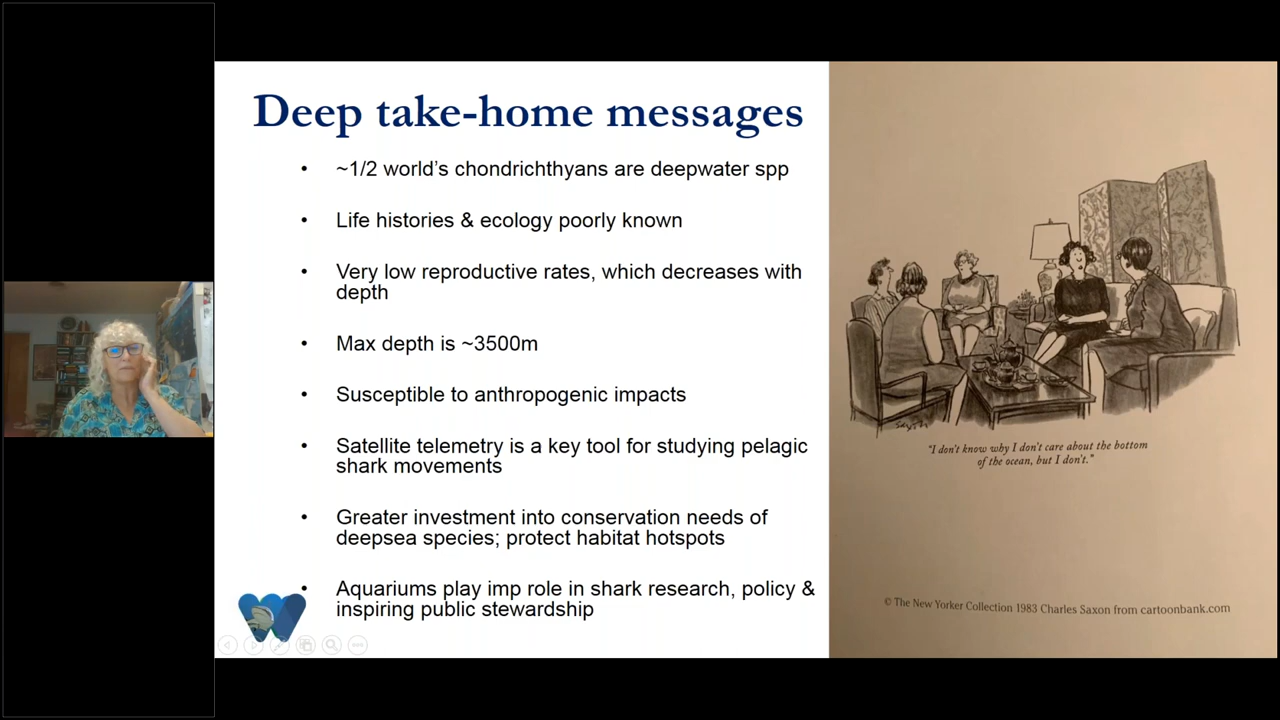 Deep take-home messages
• ~1/2 world's chondrichthyans are deepwater spp
• Life histories & ecology poorly known
• Very low reproductive rates, which decreases with
depth
• Max depth is ~3500m
• Susceptible to anthropogenic impacts
• Satellite telemetry is a key tool for studying pelagic
shark movements
• Greater investment into conservation needs of
deepsea species; protect habitat hotspots
• Aquariums play imp role in shark research, policy &
inspiring public stewardship
"I don't know why I don't care about the bottom
of the ocean, but I don't."
© The New Yorker Collection 1983 Charles Saxon from cartoonbank.com